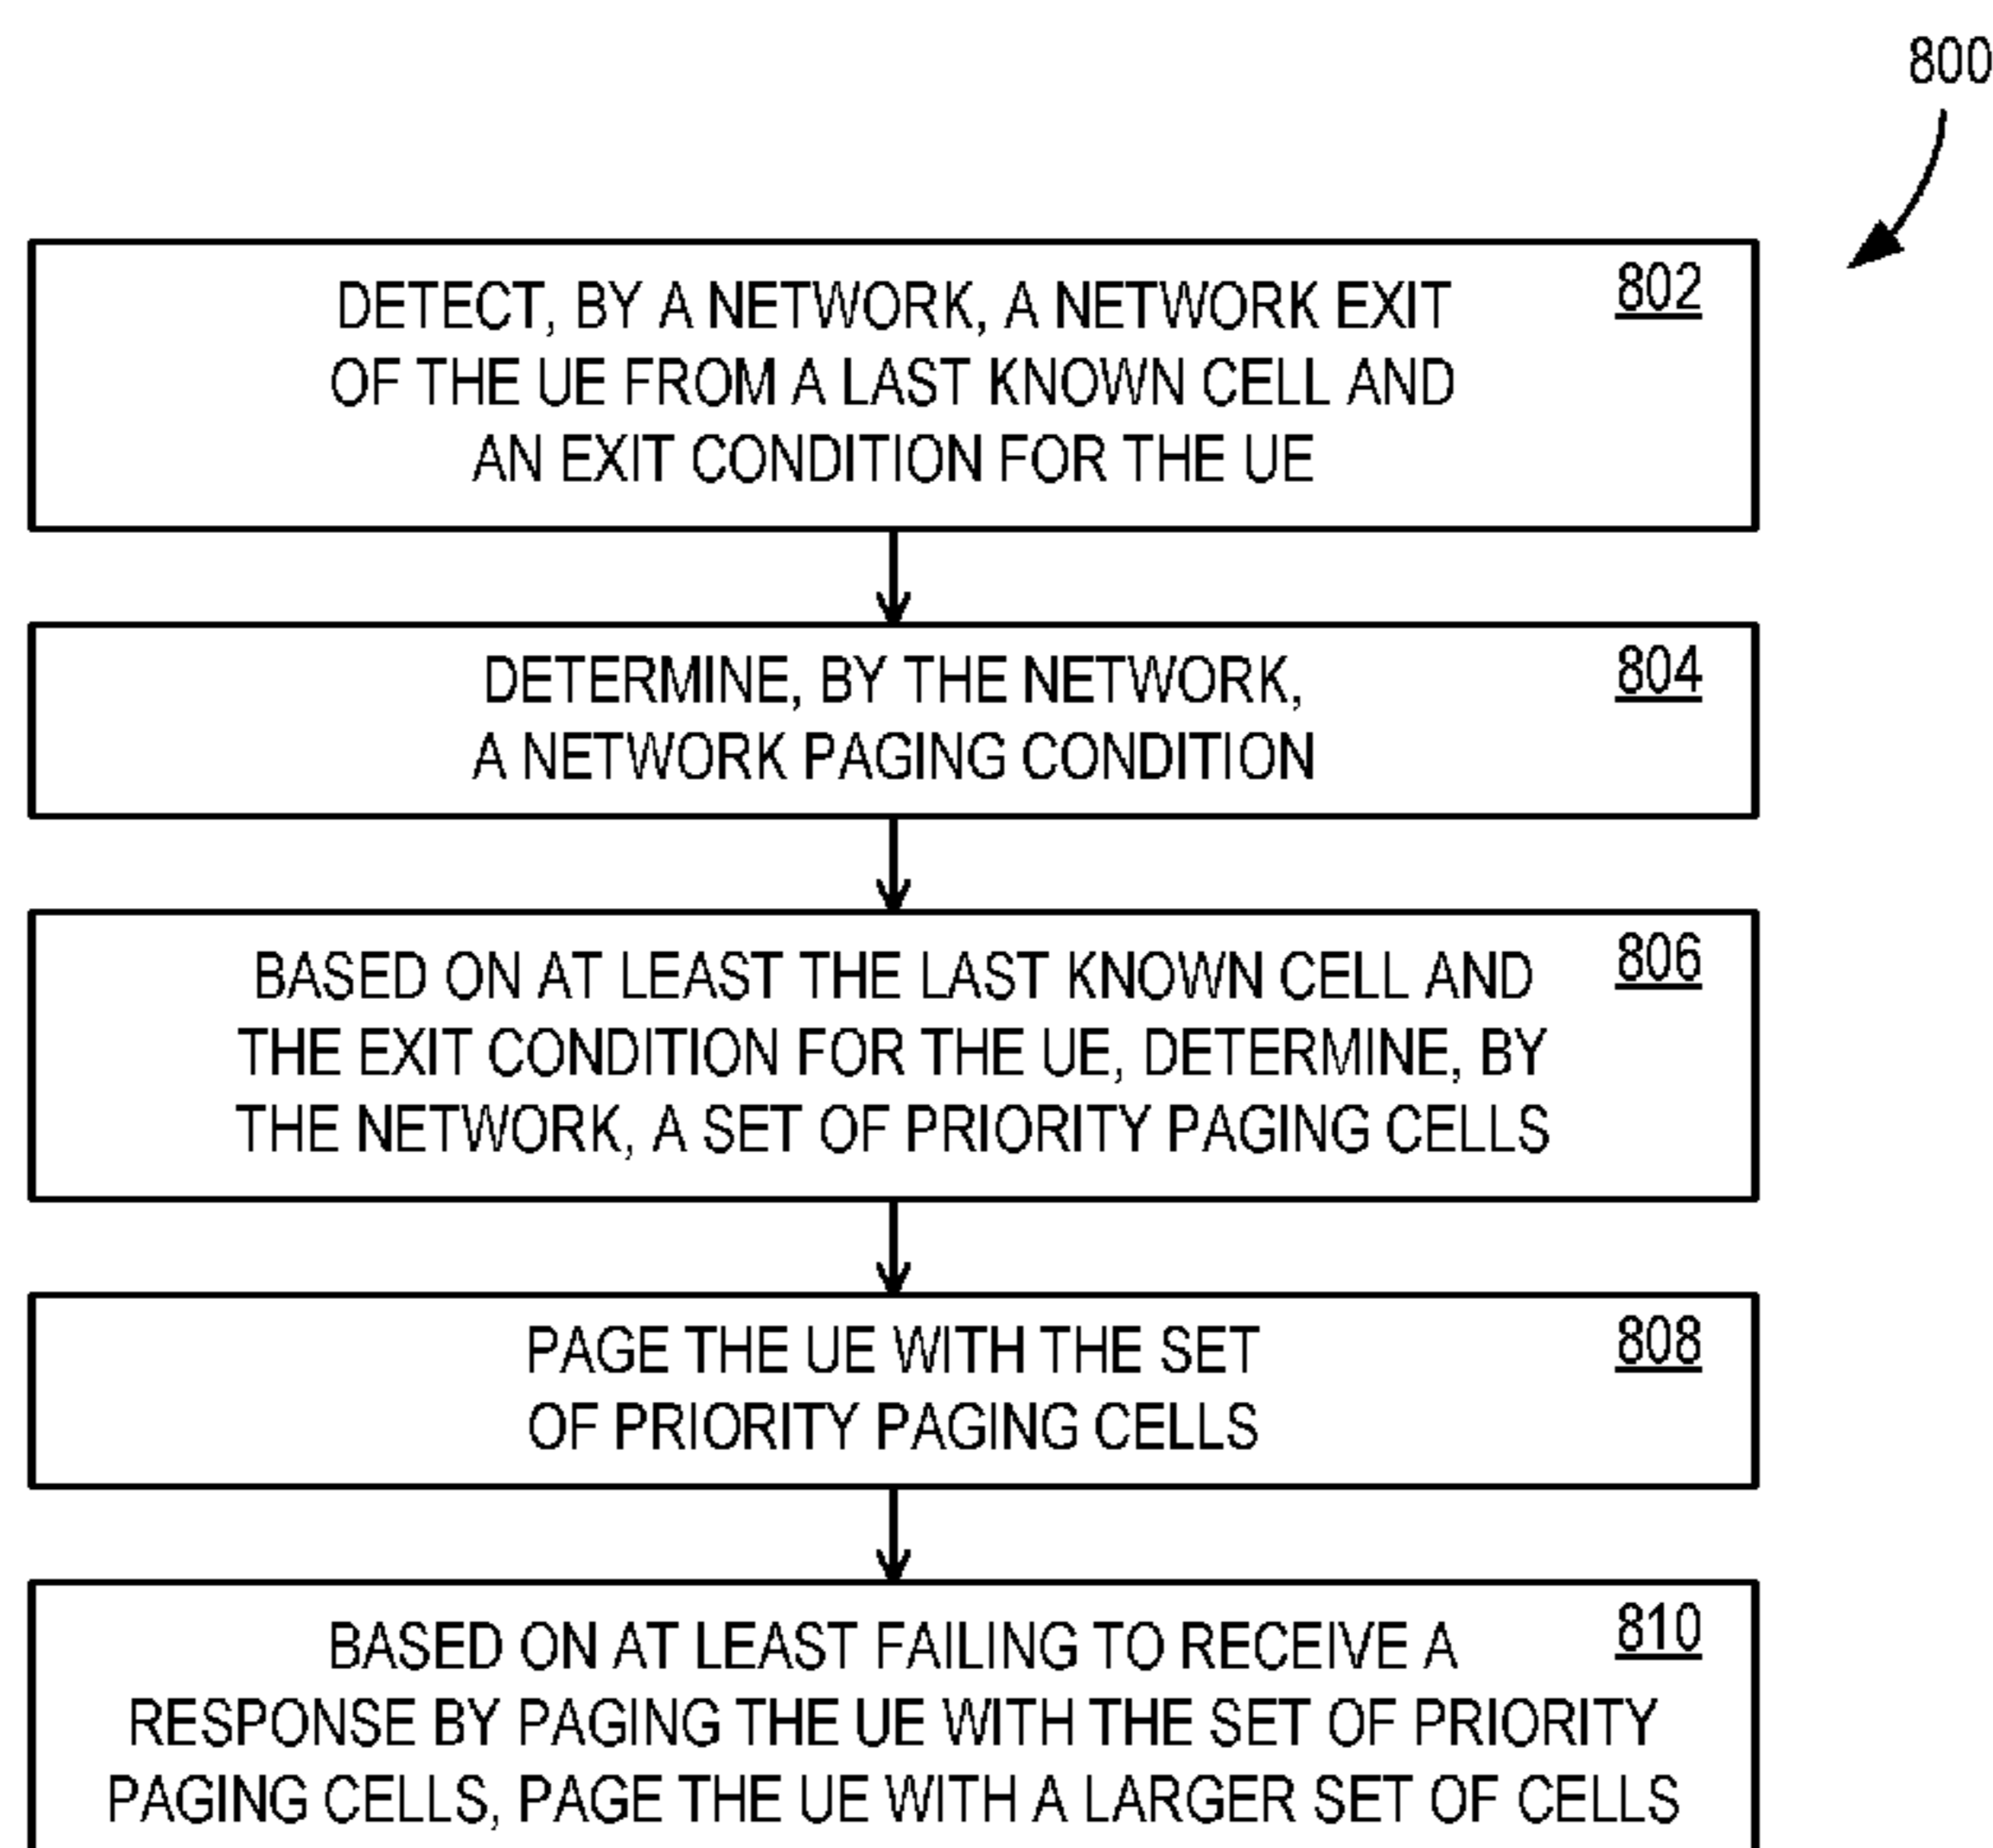 800
802
DETECT, BY A NETWORK, A NETWORK EXIT
OF THE UE FROM A LAST KNOWN CELL AND
AN EXIT CONDITION FOR THE UE
804
DETERMINE, BY THE NETWORK,
A NETWORK PAGING CONDITION
806
BASED ON AT LEAST THE LAST KNOWN CELL AND
THE EXIT CONDITION FOR THE UE, DETERMINE, BY
THE NETWORK, A SET OF PRIORITY PAGING CELLS
808
PAGE THE UE WITH THE SET
OF PRIORITY PAGING CELLS
810
BASED ON AT LEAST FAILING TO RECEIVE A
RESPONSE BY PAGING THE UE WITH THE SET OF PRIORITY
PAGING CELLS, PAGE THE UE WITH A LARGER SET OF CELLS